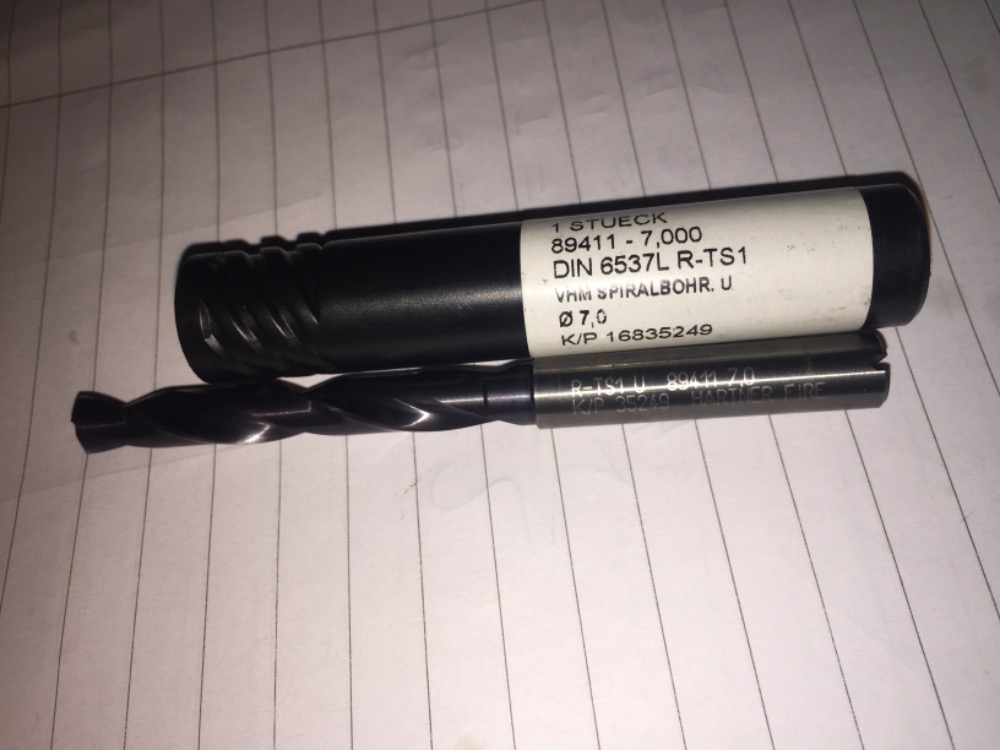 1 STUECK
89411 - 7,000
DIN 6537L R-TS1
VHM SPIRALBOHR. U
Ø 7,0
K/P 16835249
R-TS1 U 89411 7,0
K/P 35249 HARTNER FIRE